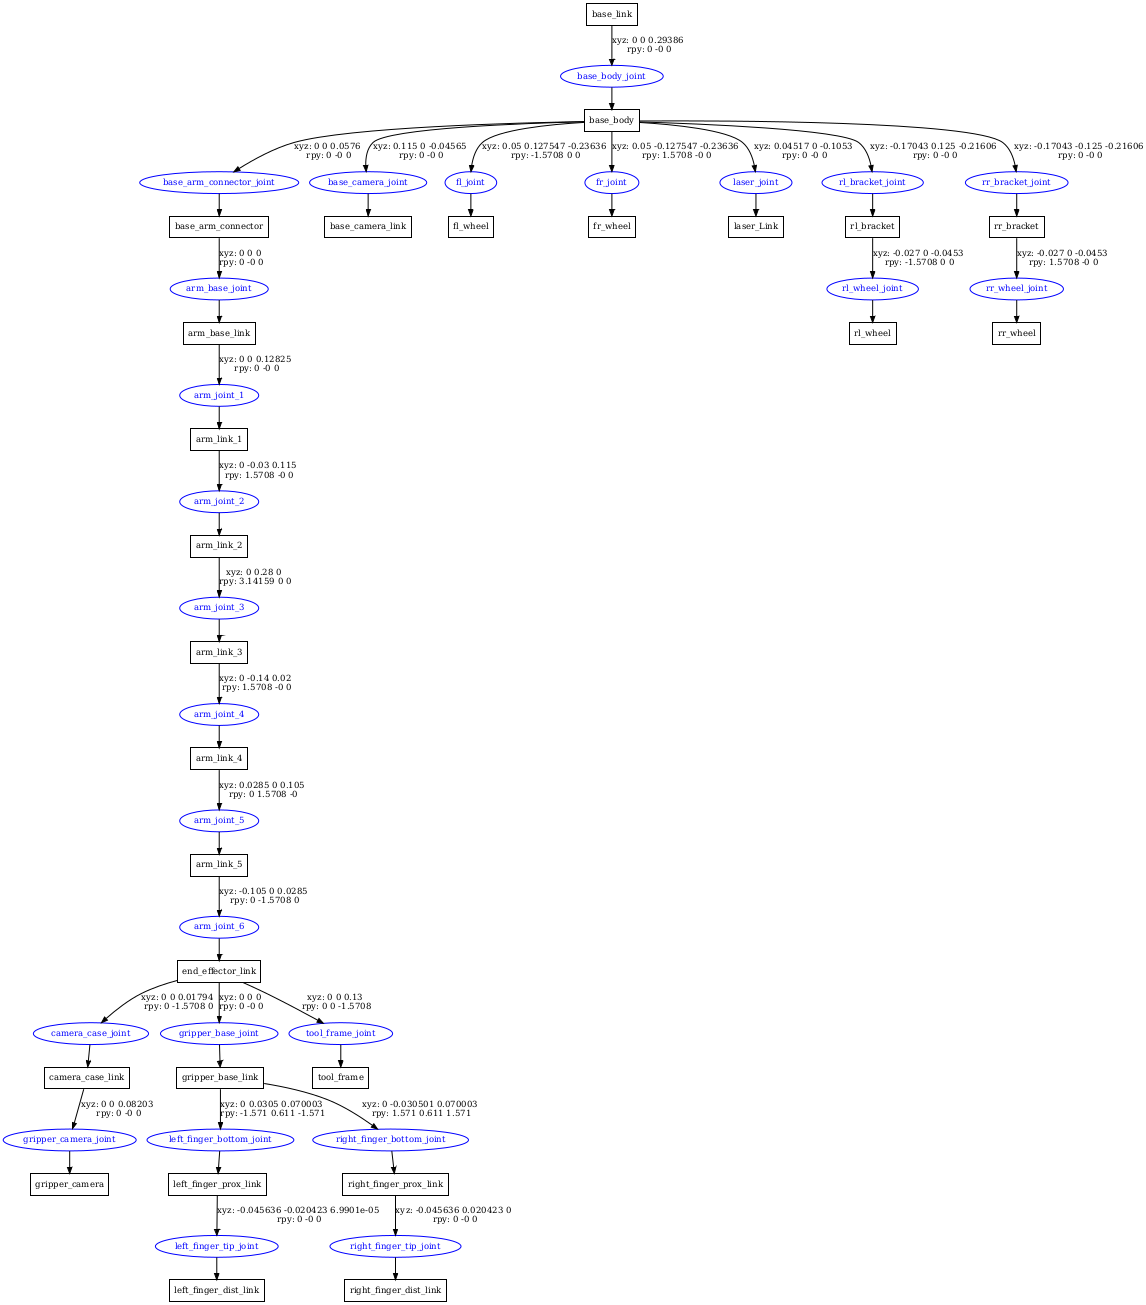 base_link
xyz: 0 0 0.29386
rpy: 0 -0 0
base_body_joint
base_body
xyz: 0 0 0.0576
rpy: 0 -0 0
xyz: 0.115 0 -0.04565
rpy: 0 -0 0
xyz: 0.05 0.127547 -0.23636
rpy: -1.5708 0 0
xyz: 0.05 -0.127547 -0.23636
rpy: 1.5708 -0 0
xyz: 0.04517 0 -0.1053
rpy: 0 -0 0
xyz: -0.17043 0.125 -0.21606
rpy: 0 -0 0
xyz: -0.17043 -0.125 -0.21606
rpy: 0 -0 0
base_arm_connector_joint
base_camera_joint
fl_joint
fr_joint
laser_joint
rl_bracket_joint
rr_bracket_joint
base_arm_connector
base_camera_link
fl_wheel
fr_wheel
laser_Link
rl_bracket
rr_bracket
xyz: 0 0 0
rpy: 0 -0 0
xyz: -0.027 0 -0.0453
rpy: -1.5708 0 0
xyz: -0.027 0 -0.0453
rpy: 1.5708 -0 0
arm_base_joint
rl_wheel_joint
rr_wheel_joint
arm_base_link
rl_wheel
rr_wheel
xyz: 0 0 0.12825
rpy: 0 -0 0
arm_joint_1
arm_link_1
xyz: 0 -0.03 0.115
rpy: 1.5708 -0 0
arm_joint_2
arm_link_2
xyz: 0 0.28 0
rpy: 3.14159 0 0
arm_joint_3
arm_link_3
xyz: 0 -0.14 0.02
rpy: 1.5708 -0 0
arm_joint_4
arm_link_4
xyz: 0.0285 0 0.105
rpy: 0 1.5708 -0
arm_joint_5
arm_link_5
xyz: -0.105 0 0.0285
rpy: 0 -1.5708 0
arm_joint_6
end_effector_link
xyz: 0 0 0.01794
rpy: 0 -1.5708 0
xyz: 0 0 0
rpy: 0 -0 0
xyz: 0 0 0.13
rpy: 0 0 -1.5708
camera_case_joint
gripper_base_joint
tool_frame_joint
camera_case_link
gripper_base_link
tool_frame
xyz: 0 0 0.08203
rpy: 0 -0 0
xyz: 0 0.0305 0.070003
rpy: -1.571 0.611 -1.571
xyz: 0 -0.030501 0.070003
rpy: 1.571 0.611 1.571
gripper_camera_joint
left_finger_bottom_joint
right_finger_bottom_joint
gripper_camera
left_finger_prox_link
right_finger_prox_link
xyz: -0.045636 -0.020423 6.9901e-05
rpy: 0 -0 0
xyz: -0.045636 0.020423 0
rpy: 0 -0 0
left_finger_tip_joint
right_finger_tip_joint
left_finger_dist_link
right_finger_dist_link